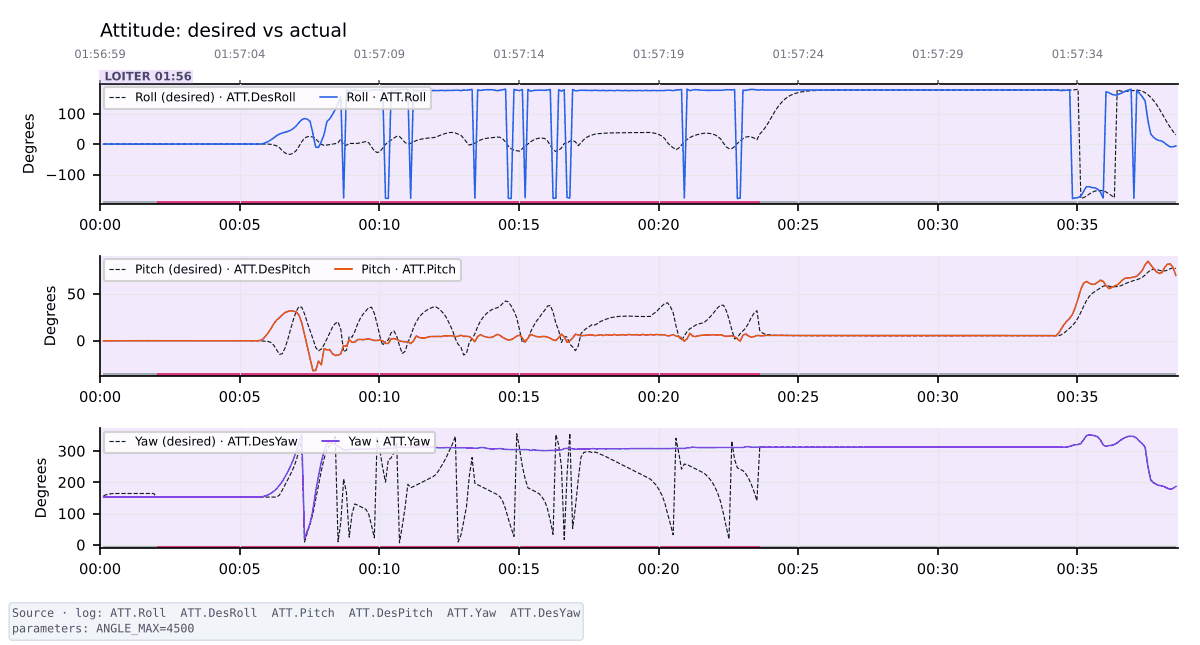 Attitude: desired vs actual
01:56:59 01:57:04 01:57:09 01:57:14 01:57:19 01:57:24 01:57:29 01:57:34
LOITER 01:56
Roll (desired) · ATT.DesRoll Roll · ATT.Roll
Degrees
100
0
−100
00:00 00:05 00:10 00:15 00:20 00:25 00:30 00:35
Pitch (desired) · ATT.DesPitch Pitch · ATT.Pitch
Degrees
50
0
00:00 00:05 00:10 00:15 00:20 00:25 00:30 00:35
Yaw (desired) · ATT.DesYaw Yaw · ATT.Yaw
Degrees
300
200
100
0
00:00 00:05 00:10 00:15 00:20 00:25 00:30 00:35
Source · log: ATT.Roll ATT.DesRoll ATT.Pitch ATT.DesPitch ATT.Yaw ATT.DesYaw
parameters: ANGLE_MAX=4500